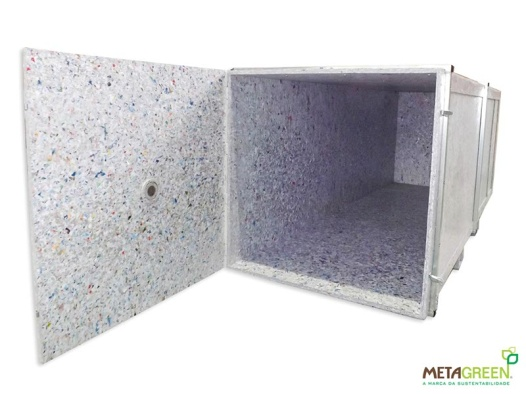 METAGREEN.
A MARCA DA SUSTENTABILIDADE